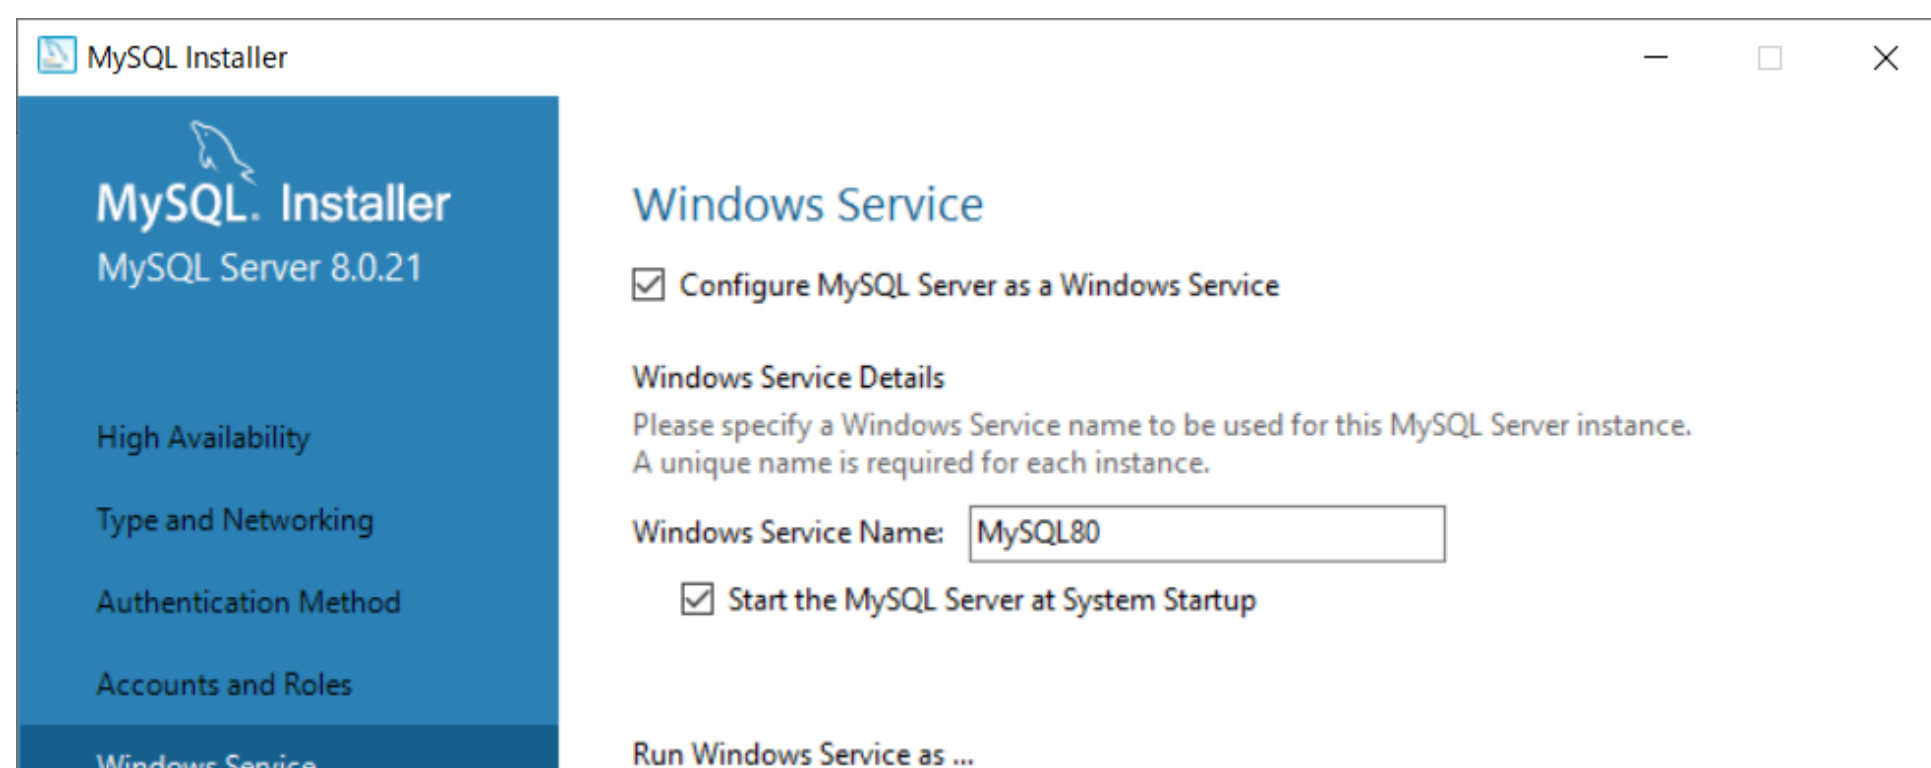 MySQL Installer
MySQL. Installer
MySQL Server 8.0.21
High Availability
Type and Networking
Authentication Method
Accounts and Roles
Windows Service
Windows Service
Configure MySQL Server as a Windows Service
Windows Service Details
Please specify a Windows Service name to be used for this MySQL Server instance.
A unique name is required for each instance.
Windows Service Name: MySQL80
Start the MySQL Server at System Startup
Run Windows Service as ...